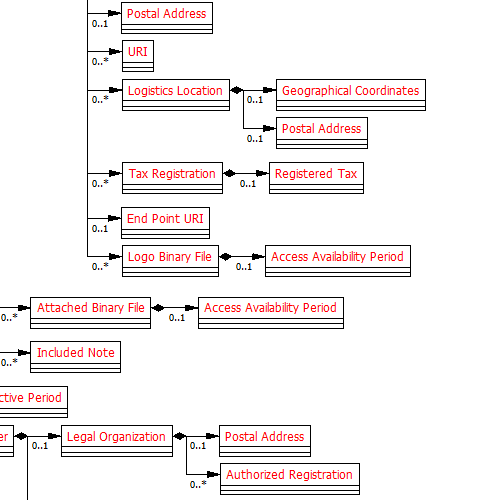 Postal Address
0..1
URI
0..*
Logistics Location
Geographical Coordinates
0..*
0..1
Postal Address
0..1
Tax Registration
Registered Tax
0..*
0..1
End Point URI
0..1
Logo Binary File
Access Availability Period
0..*
0..1
Attached Binary File
Access Availability Period
0..*
0..1
Included Note
0..*
ctive Period
er
Legal Organization
Postal Address
0..1
0..1
Authorized Registration
0..*